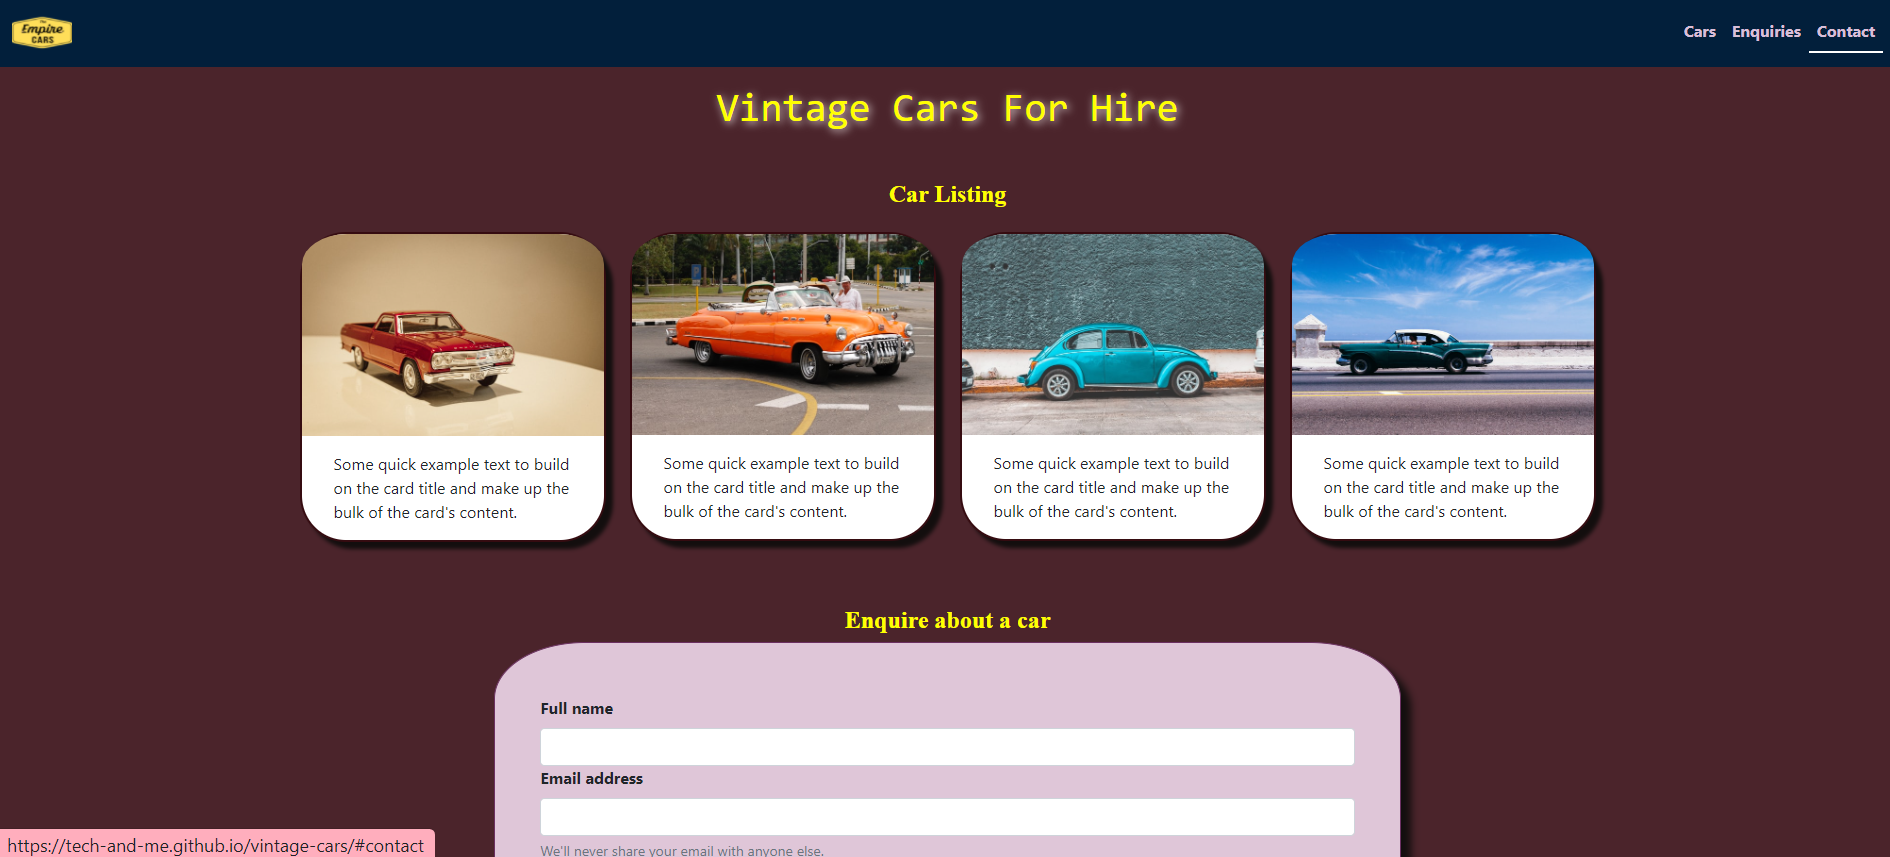 Empire
CARS
Cars Enquiries Contact
Vintage Cars For Hire
Car Listing
Some quick example text to build
on the card title and make up the
bulk of the card's content.
Some quick example text to build
on the card title and make up the
bulk of the card's content.
Some quick example text to build
on the card title and make up the
bulk of the card's content.
Some quick example text to build
on the card title and make up the
bulk of the card's content.
Enquire about a car
Full name
Email address
We'll never share your email with anyone else.
https://tech-and-me.github.io/vintage-cars/#contact